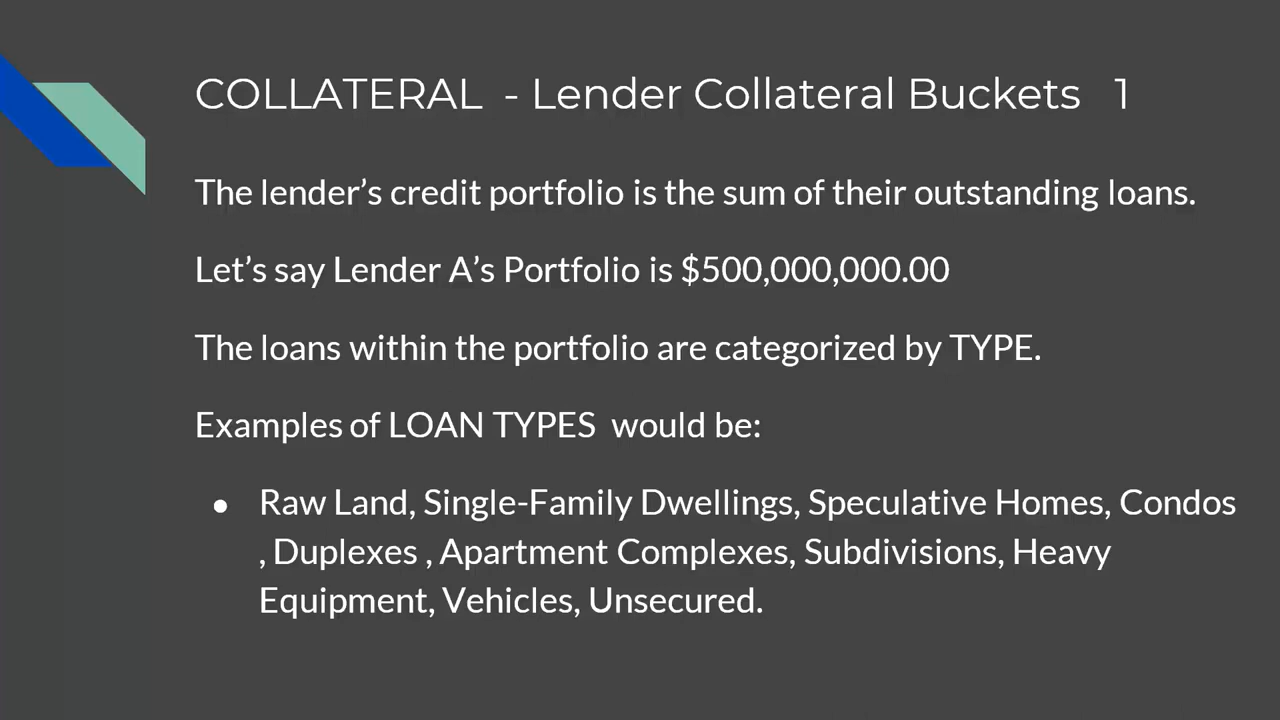 COLLATERAL - Lender Collateral Buckets 1
The lender’s credit portfolio is the sum of their outstanding loans.
Let’s say Lender A’s Portfolio is $500,000,000.00
The loans within the portfolio are categorized by TYPE.
Examples of LOAN TYPES would be:
● Raw Land, Single-Family Dwellings, Speculative Homes, Condos
, Duplexes , Apartment Complexes, Subdivisions, Heavy
Equipment, Vehicles, Unsecured.